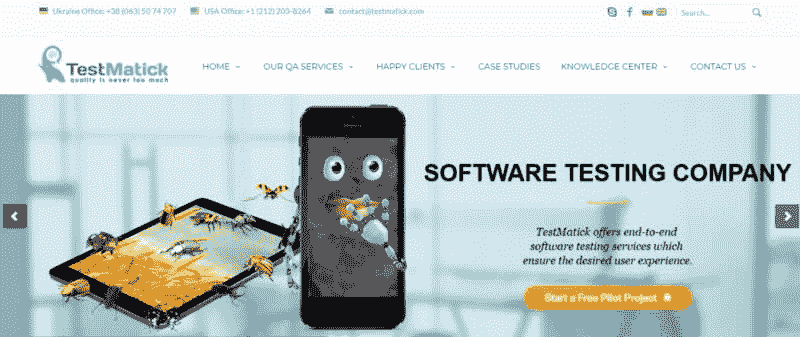 Ukraine Office: +38 (063) 50 74 707 USA Office: +1 (212) 203-8264 contact@testmatick.com Search...
TestMatick
quality is never too much
HOME OUR QA SERVICES HAPPY CLIENTS CASE STUDIES KNOWLEDGE CENTER CONTACT US
SOFTWARE TESTING COMPANY
TestMatick offers end-to-end
software testing services which
ensure the desired user experience.
Start a Free Pilot Project